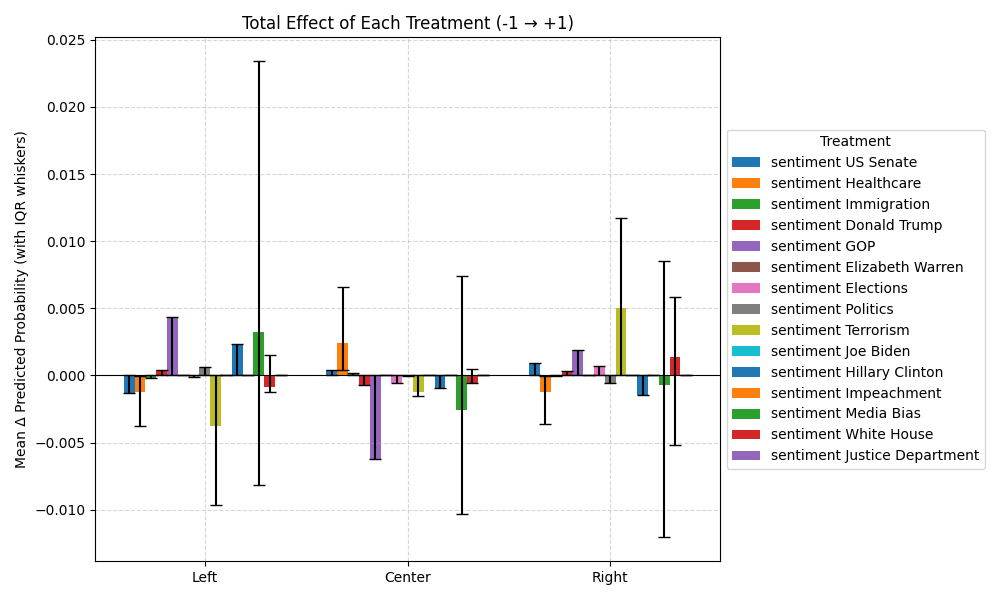 Total Effect of Each Treatment (-1 → +1)
Mean Δ Predicted Probability (with IQR whiskers)
0.025
0.020
0.015
0.010
0.005
0.000
−0.005
−0.010
Left
Center
Right
Treatment
sentiment US Senate
sentiment Healthcare
sentiment Immigration
sentiment Donald Trump
sentiment GOP
sentiment Elizabeth Warren
sentiment Elections
sentiment Politics
sentiment Terrorism
sentiment Joe Biden
sentiment Hillary Clinton
sentiment Impeachment
sentiment Media Bias
sentiment White House
sentiment Justice Department